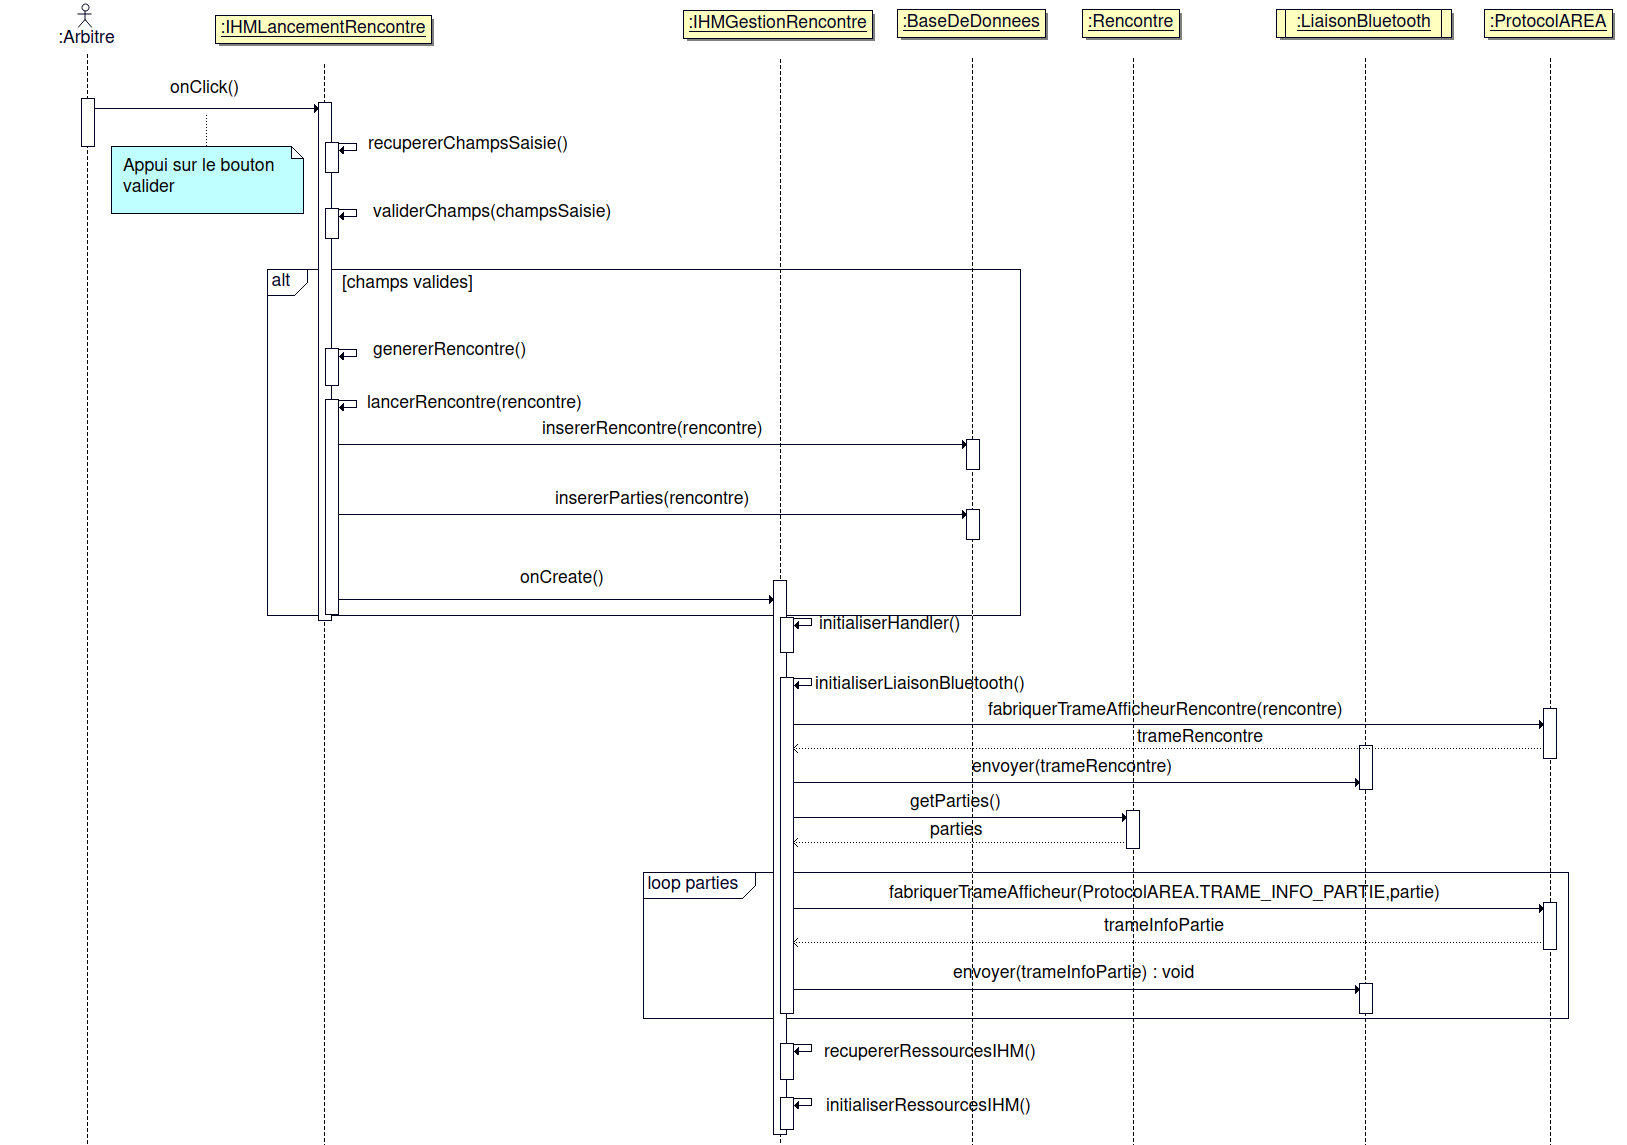 :Arbitre
:IHMLancementRencontre
:IHMGestionRencontre
:BaseDeDonnees
:Rencontre
:LiaisonBluetooth
:ProtocolAREA
onClick()
Appui sur le bouton
valider
recupererChampsSaisie()
validerChamps(champsSaisie)
alt
[champs valides]
genererRencontre()
lancerRencontre(rencontre)
insererRencontre(rencontre)
insererParties(rencontre)
onCreate()
initialiserHandler()
initialiserLiaisonBluetooth()
fabriquerTrameAfficheurRencontre(rencontre)
trameRencontre
envoyer(trameRencontre)
getParties()
parties
loop parties
fabriquerTrameAfficheur(ProtocolAREA.TRAME_INFO_PARTIE,partie)
trameInfoPartie
envoyer(trameInfoPartie) : void
recupererRessourcesIHM()
initialiserRessourcesIHM()